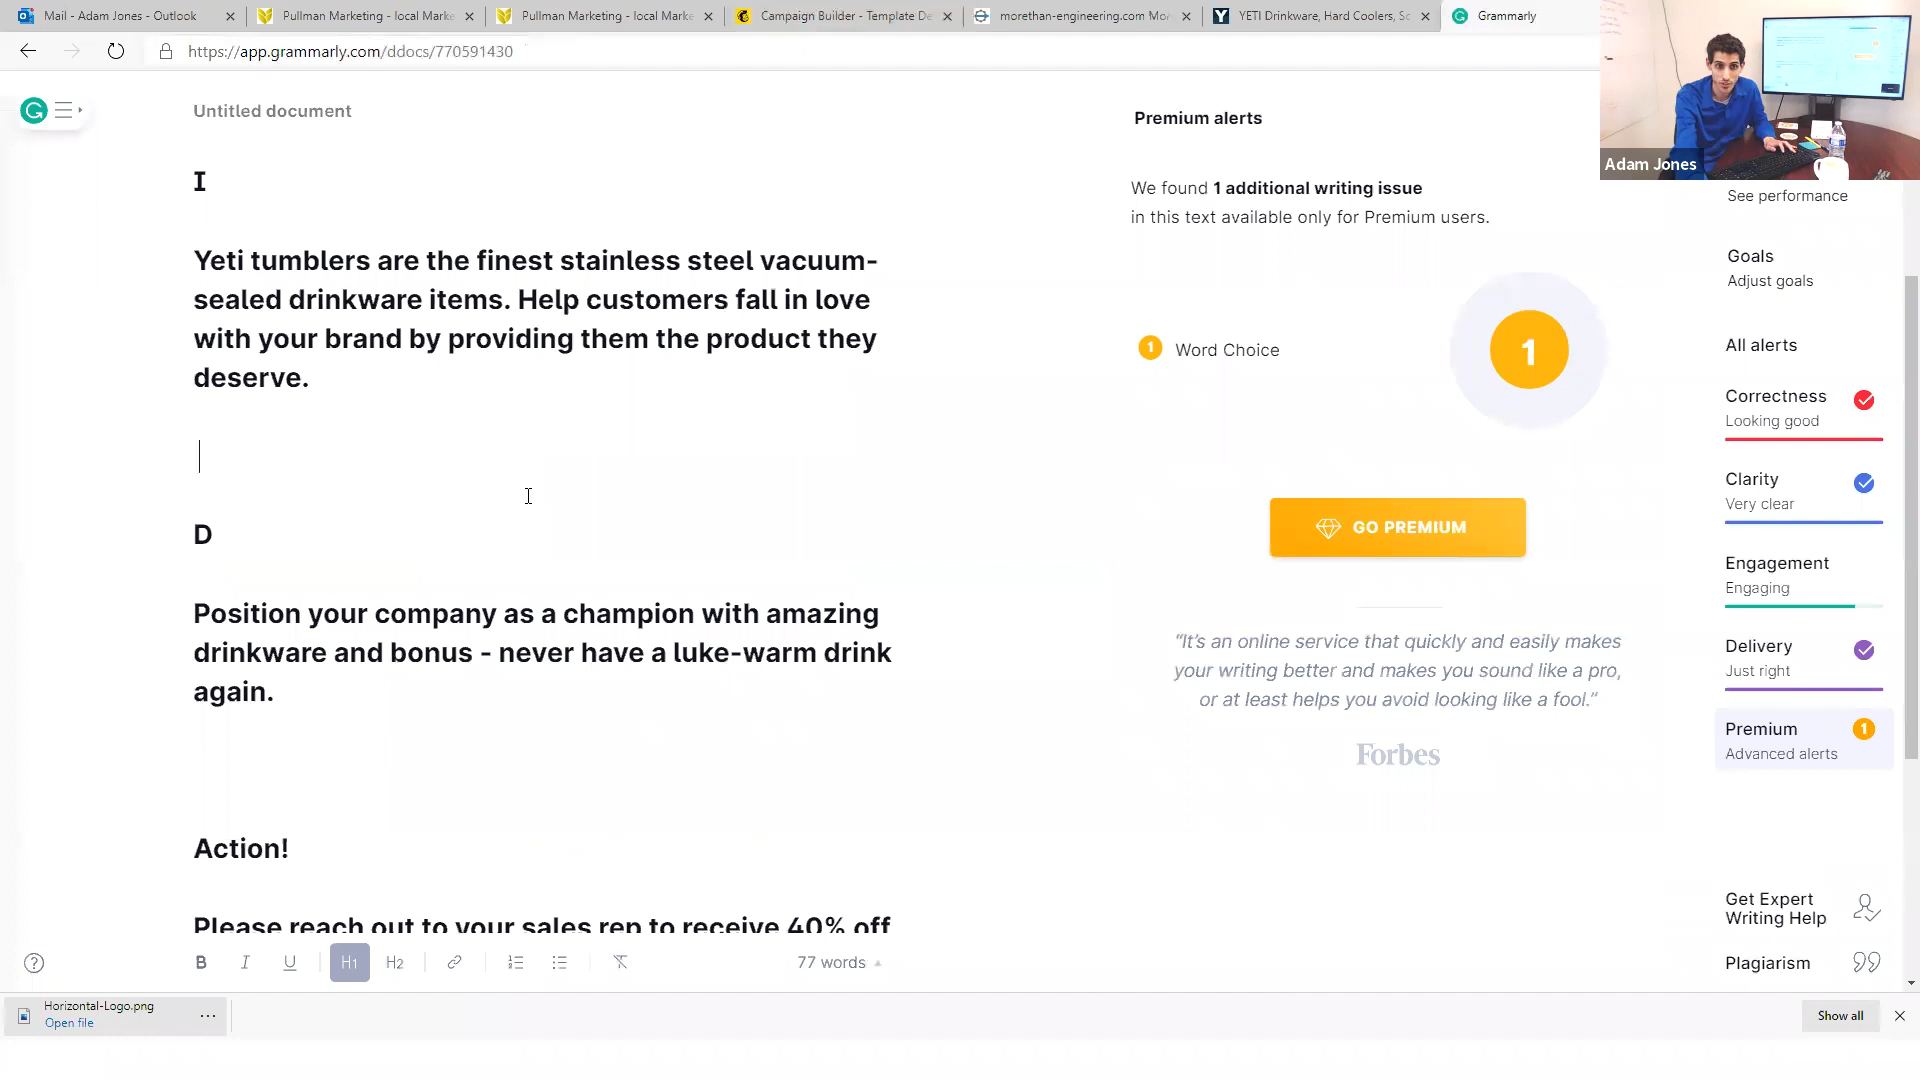 Mail - Adam Jones - Outlook
Pullman Marketing - local Marke
Pullman Marketing - local Marke
Campaign Builder - Template De
morethan-engineering.com Mor
YETI Drinkware, Hard Coolers, So
Grammarly
https://app.grammarly.com/ddocs/770591430
Untitled document
I
Yeti tumblers are the finest stainless steel vacuum-
sealed drinkware items. Help customers fall in love
with your brand by providing them the product they
deserve.
D
Position your company as a champion with amazing
drinkware and bonus - never have a luke-warm drink
again.
Action!
Please reach out to your sales rep to receive 40% off
B I U H1 H2
77 words
Premium alerts
We found 1 additional writing issue
in this text available only for Premium users.
1 Word Choice
1
GO PREMIUM
“It’s an online service that quickly and easily makes
your writing better and makes you sound like a pro,
or at least helps you avoid looking like a fool.”
Forbes
Adam Jones
See performance
Goals
Adjust goals
All alerts
Correctness
Looking good
Clarity
Very clear
Engagement
Engaging
Delivery
Just right
Premium 1
Advanced alerts
Get Expert
Writing Help
Plagiarism
Horizontal-Logo.png
Open file
Show all